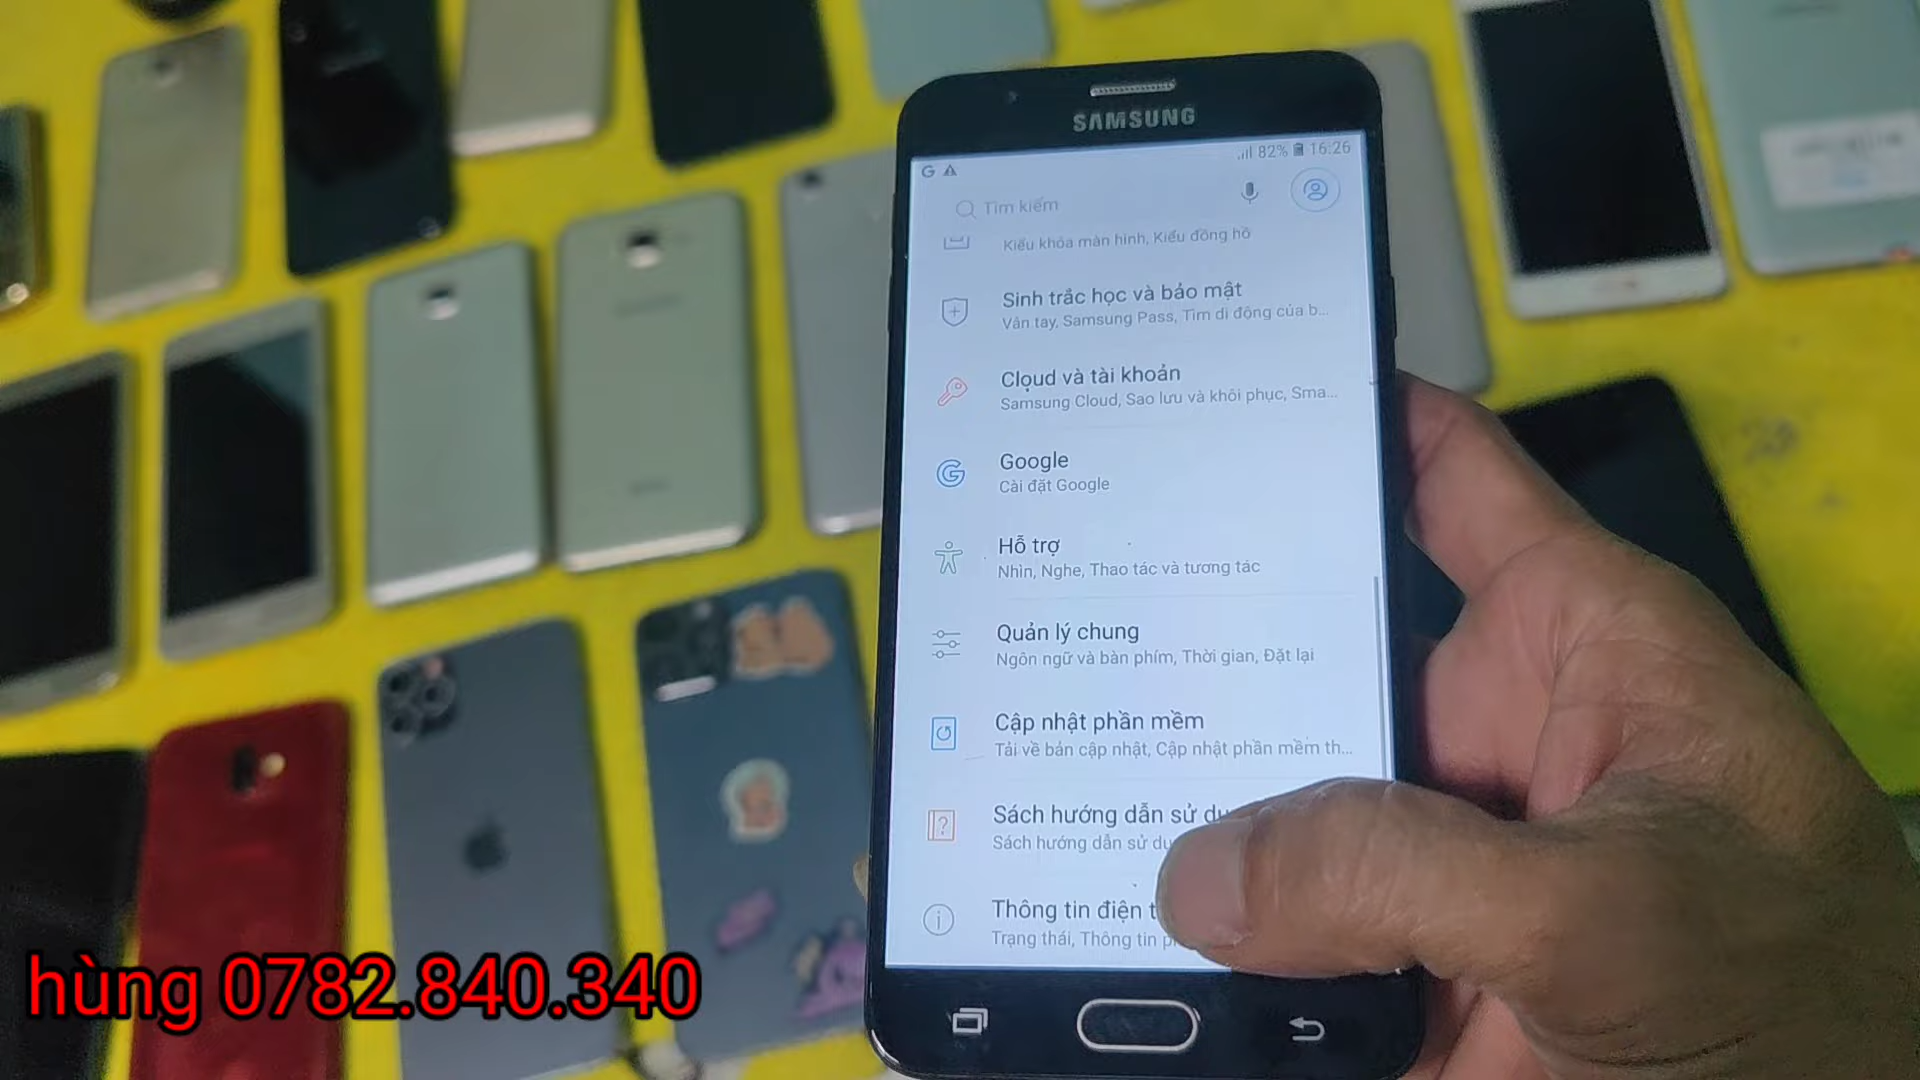 SAMSUNG
82% 16:26
Tìm kiếm
Kiểu khóa màn hình, Kiểu đồng hồ
Sinh trắc học và bảo mật
Vân tay, Samsung Pass, Tìm di động của b...
Cloud và tài khoản
Samsung Cloud, Sao lưu và khôi phục, Sma...
Google
Cài đặt Google
Hỗ trợ
Nhìn, Nghe, Thao tác và tương tác
Quản lý chung
Ngôn ngữ và bàn phím, Thời gian, Đặt lại
Cập nhật phần mềm
Tải về bản cập nhật, Cập nhật phần mềm th...
Sách hướng dẫn sử
Sách hướng dẫn sử
Thông tin điện
Trạng thái, Thông tin
hùng 0782.840.340